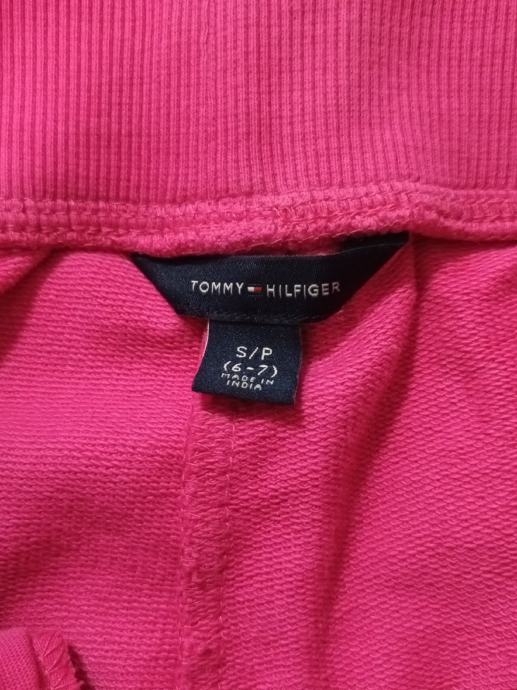 TOMMY HILFIGER
S/P
(6-7)
MADE IN
INDIA